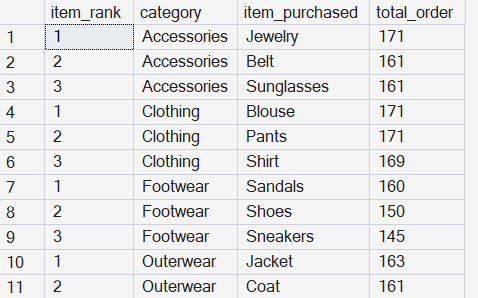 item_rank category item_purchased total_order
1 1 Accessories Jewelry 171
2 2 Accessories Belt 161
3 3 Accessories Sunglasses 161
4 1 Clothing Blouse 171
5 2 Clothing Pants 171
6 3 Clothing Shirt 169
7 1 Footwear Sandals 160
8 2 Footwear Shoes 150
9 3 Footwear Sneakers 145
10 1 Outerwear Jacket 163
11 2 Outerwear Coat 161